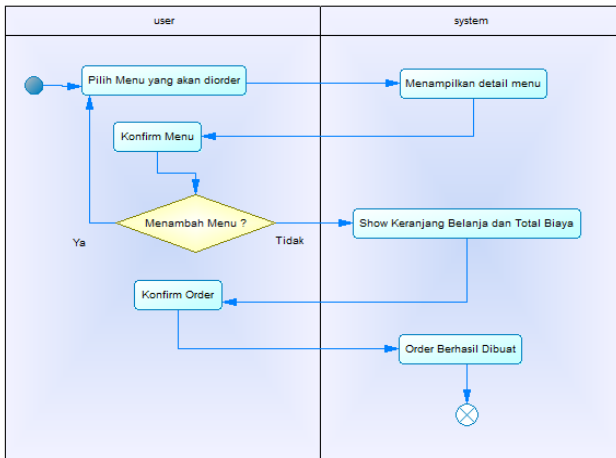 user
system
Pilih Menu yang akan diorder
Menampilkan detail menu
Konfirm Menu
Menambah Menu ?
Show Keranjang Belanja dan Total Biaya
Ya
Tidak
Konfirm Order
Order Berhasil Dibuat